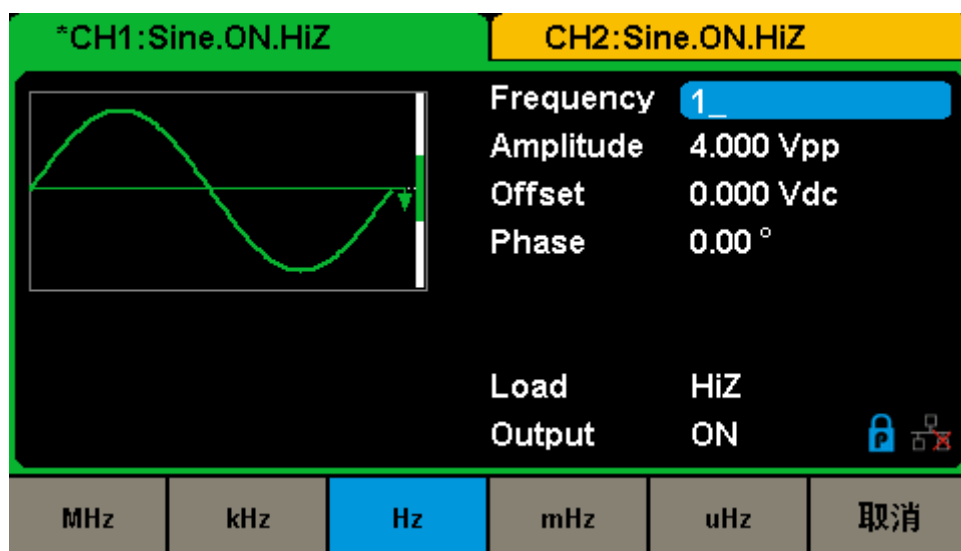 *CH1:Sine.ON.HiZ
CH2:Sine.ON.HiZ
Frequency 1_
Amplitude 4.000 Vpp
Offset 0.000 Vdc
Phase 0.00 °
Load HiZ
Output ON
P
MHz kHz Hz mHz uHz 取消